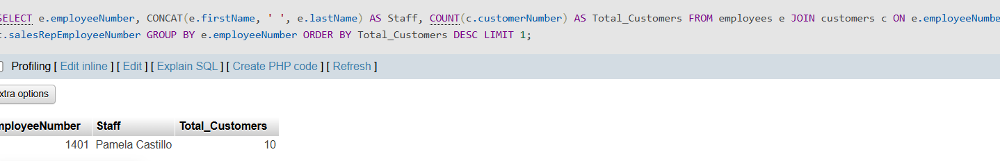 SELECT e.employeeNumber, CONCAT(e.firstName, ' ', e.lastName) AS Staff, COUNT(c.customerNumber) AS Total_Customers FROM employees e JOIN customers c ON e.employeeNumbe
c.salesRepEmployeeNumber GROUP BY e.employeeNumber ORDER BY Total_Customers DESC LIMIT 1;
Profiling [ Edit inline ] [ Edit ] [ Explain SQL ] [ Create PHP code ] [ Refresh ]
xtra options
mployeeNumber Staff Total_Customers
1401 Pamela Castillo 10